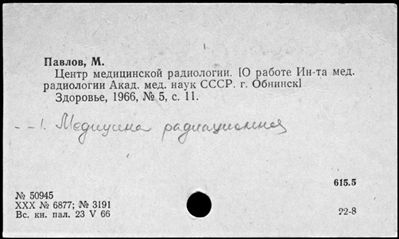 Павлов, М.
Центр медицинской радиологии. [О работе Ин-та мед.
радиологии Акад. мед. наук СССР. г. Обнинск]
Здоровье, 1966, № 5, с. 11.
--1. Медицина радиационная
615.5
№ 50945
XXX № 6877; № 3191
Вс. кн. пал. 23 V 66
22-8